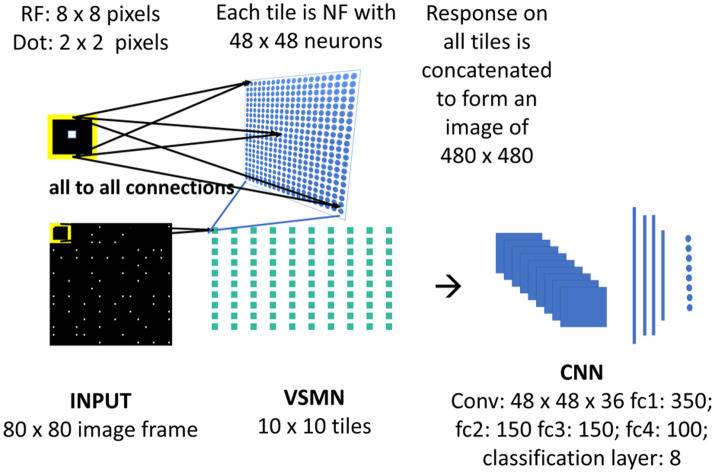 RF: 8 x 8 pixels
Dot: 2 x 2 pixels
Each tile is NF with
48 x 48 neurons
Response on
all tiles is
concatenated
to form an
image of
480 x 480
all to all connections
INPUT
80 x 80 image frame
VSMN
10 x 10 tiles
CNN
Conv: 48 x 48 x 36 fc1: 350;
fc2: 150 fc3: 150; fc4: 100;
classification layer: 8